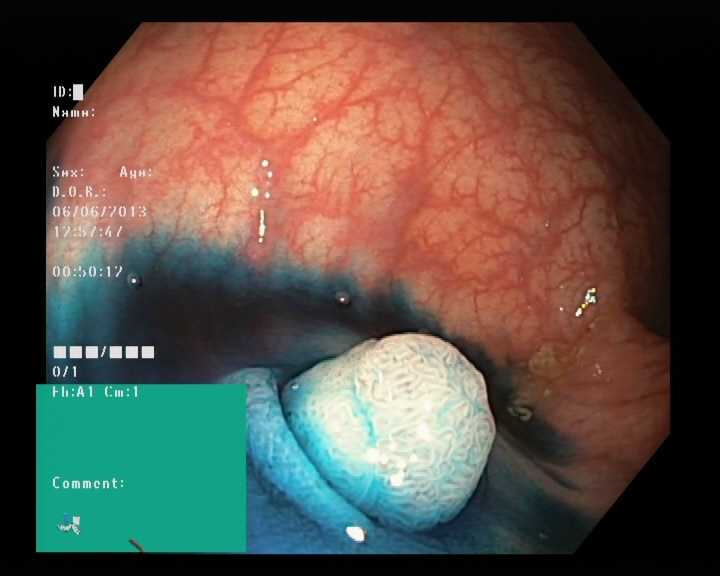 ID:
Name:
Sex: Age:
D.O.B.:
06/06/2013
12:57:47
00:50:12
■■■/■■■
0/1
Eh:A1 Cm:1
Comment: